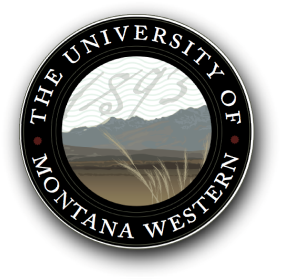 THE UNIVERSITY OF
1893
MONTANA WESTERN